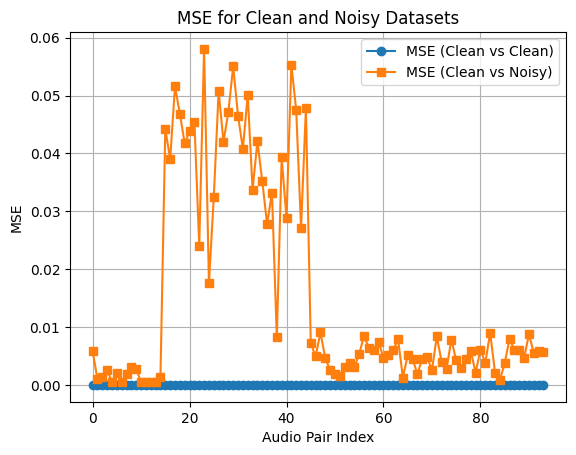 MSE for Clean and Noisy Datasets
MSE (Clean vs Clean)
MSE (Clean vs Noisy)
0.06
0.05
0.04
0.03
0.02
0.01
0.00
MSE
0 20 40 60 80
Audio Pair Index